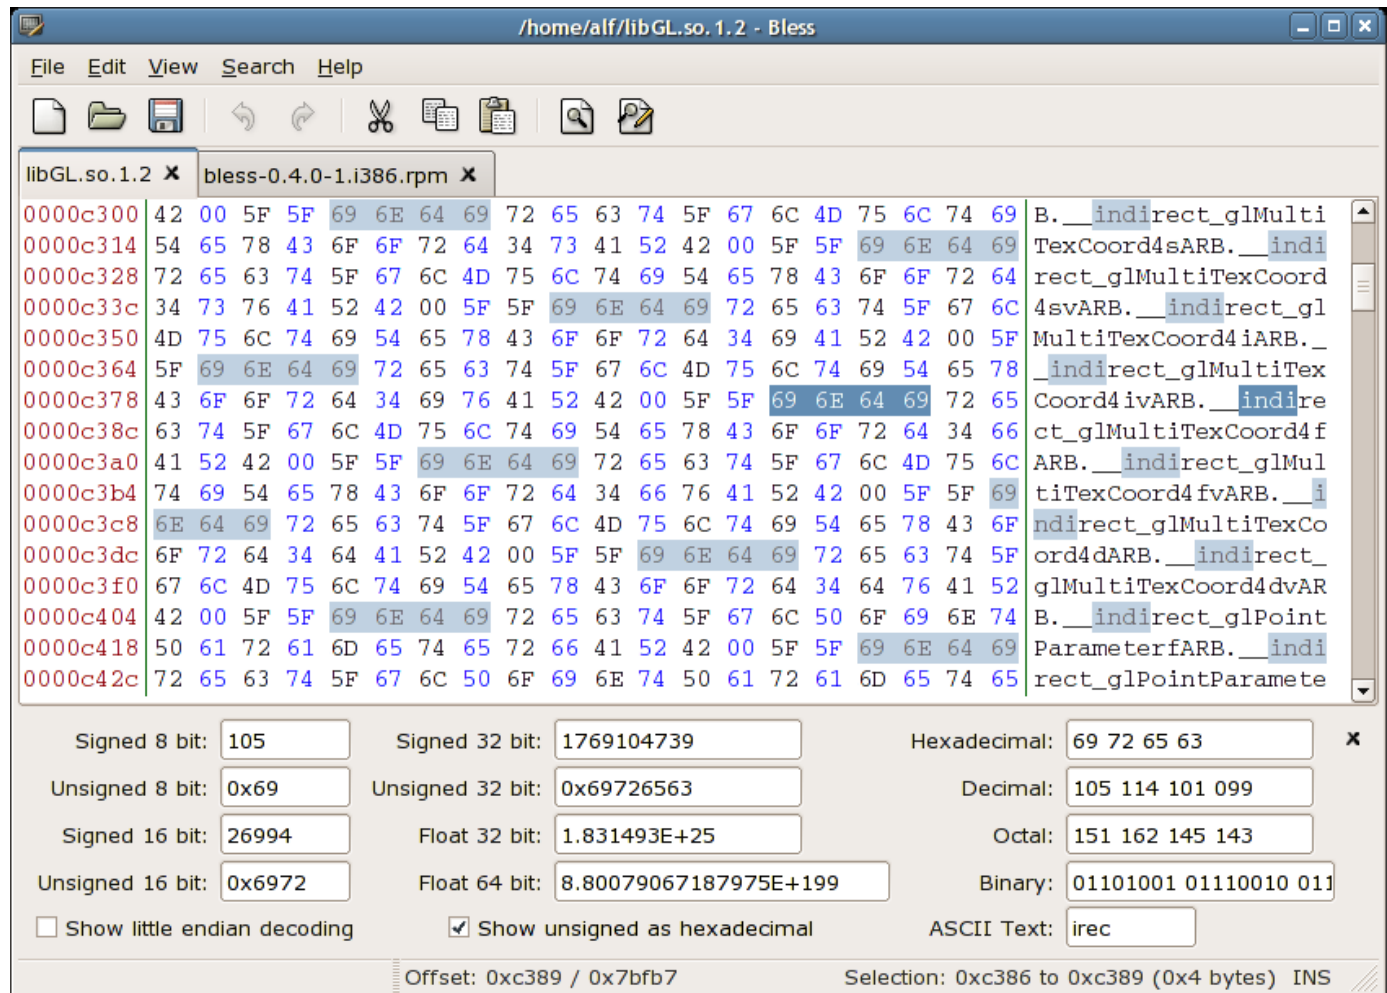 /home/alf/libGL.so.1.2 - Bless
File Edit View Search Help
libGL.so.1.2 bless-0.4.0-1.i386.rpm
0000c300 42 00 5F 5F 69 6E 64 69 72 65 63 74 5F 67 6C 4D 75 6C 74 69 B.__indirect_glMulti
0000c314 54 65 78 43 6F 6F 72 64 34 73 41 52 42 00 5F 5F 69 6E 64 69 TexCoord4sARB.__indi
0000c328 72 65 63 74 5F 67 6C 4D 75 6C 74 69 54 65 78 43 6F 6F 72 64 rect_glMultiTexCoord
0000c33c 34 73 76 41 52 42 00 5F 5F 69 6E 64 69 72 65 63 74 5F 67 6C 4svARB.__indirect_gl
0000c350 4D 75 6C 74 69 54 65 78 43 6F 6F 72 64 34 69 41 52 42 00 5F MultiTexCoord4iARB._
0000c364 5F 69 6E 64 69 72 65 63 74 5F 67 6C 4D 75 6C 74 69 54 65 78 _indirect_glMultiTex
0000c378 43 6F 6F 72 64 34 69 76 41 52 42 00 5F 5F 69 6E 64 69 72 65 Coord4ivARB.__indire
0000c38c 63 74 5F 67 6C 4D 75 6C 74 69 54 65 78 43 6F 6F 72 64 34 66 ct_glMultiTexCoord4f
0000c3a0 41 52 42 00 5F 5F 69 6E 64 69 72 65 63 74 5F 67 6C 4D 75 6C ARB.__indirect_glMul
0000c3b4 74 69 54 65 78 43 6F 6F 72 64 34 66 76 41 52 42 00 5F 5F 69 tiTexCoord4fvARB.__i
0000c3c8 6E 64 69 72 65 63 74 5F 67 6C 4D 75 6C 74 69 54 65 78 43 6F ndirect_glMultiTexCo
0000c3dc 6F 72 64 34 64 41 52 42 00 5F 5F 69 6E 64 69 72 65 63 74 5F ord4dARB.__indirect_
0000c3f0 67 6C 4D 75 6C 74 69 54 65 78 43 6F 6F 72 64 34 64 76 41 52 glMultiTexCoord4dvAR
0000c404 42 00 5F 5F 69 6E 64 69 72 65 63 74 5F 67 6C 50 6F 69 6E 74 B.__indirect_glPoint
0000c418 50 61 72 61 6D 65 74 65 72 66 41 52 42 00 5F 5F 69 6E 64 69 ParameterfARB.__indi
0000c42c 72 65 63 74 5F 67 6C 50 6F 69 6E 74 50 61 72 61 6D 65 74 65 rect_glPointParamete
Signed 8 bit: 105 Signed 32 bit: 1769104739 Hexadecimal: 69 72 65 63
Unsigned 8 bit: 0x69 Unsigned 32 bit: 0x69726563 Decimal: 105 114 101 099
Signed 16 bit: 26994 Float 32 bit: 1.831493E+25 Octal: 151 162 145 143
Unsigned 16 bit: 0x6972 Float 64 bit: 8.80079067187975E+199 Binary: 01101001 01110010 011
Show little endian decoding Show unsigned as hexadecimal ASCII Text: irec
Offset: 0xc389 / 0x7bfb7 Selection: 0xc386 to 0xc389 (0x4 bytes) INS